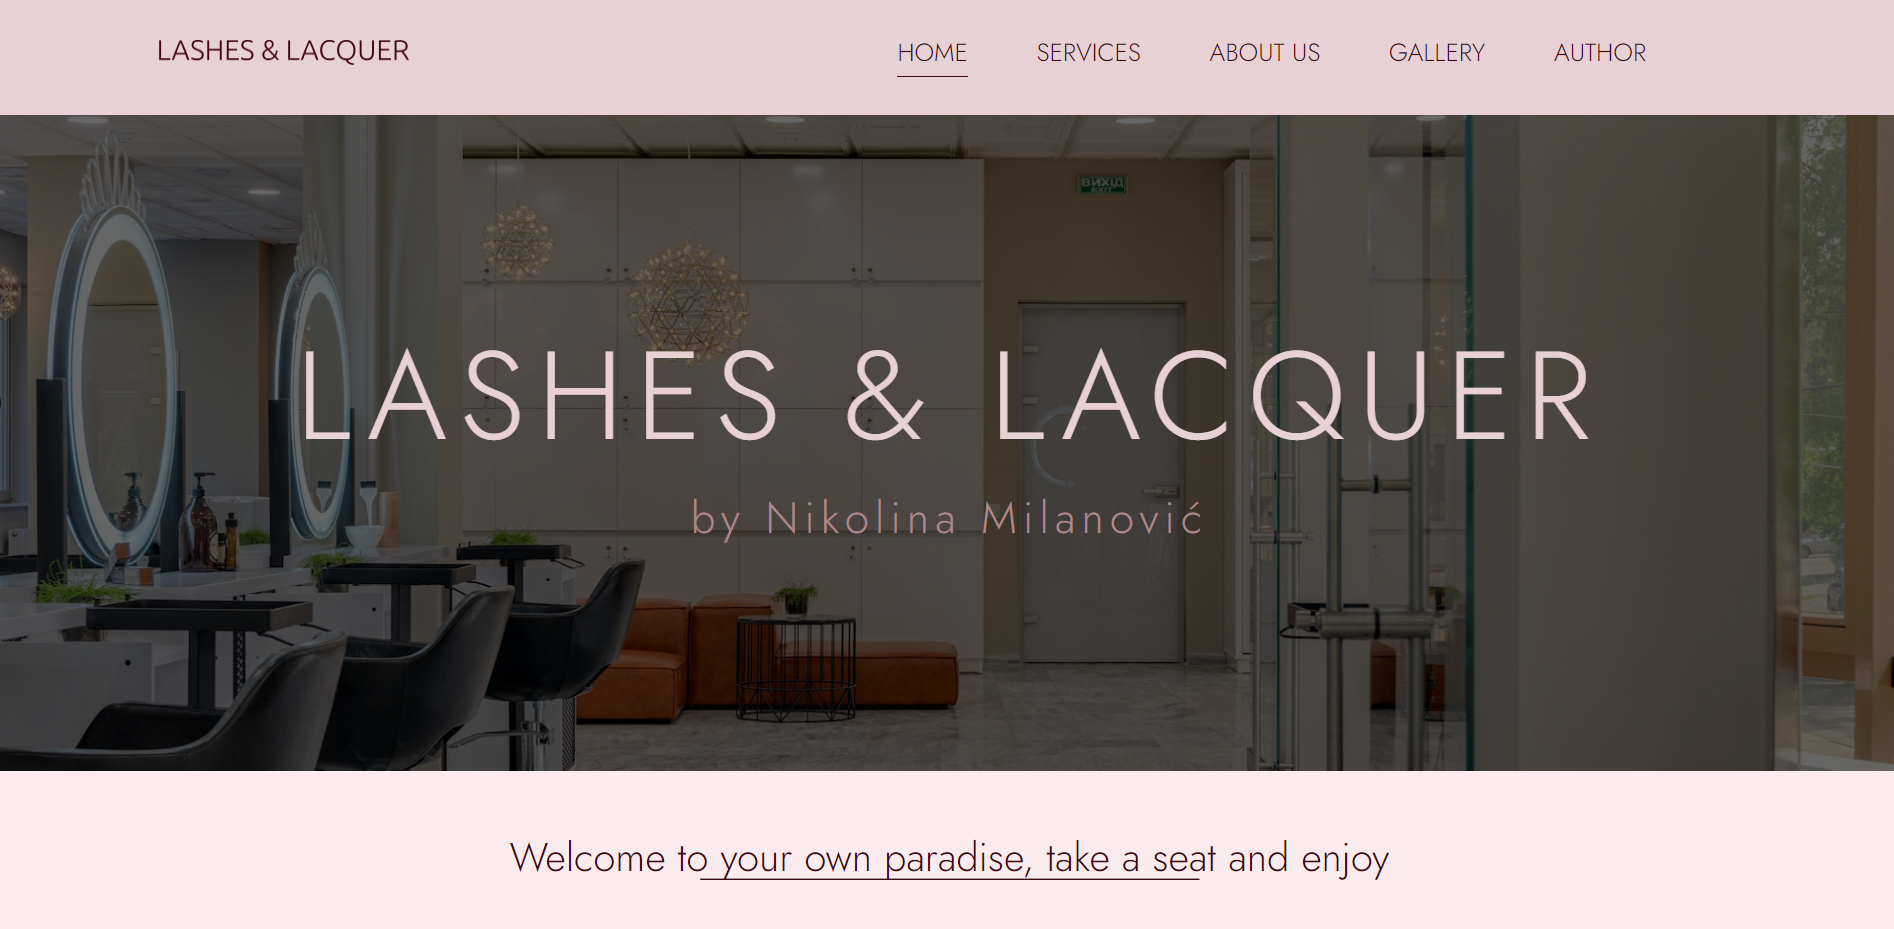 LASHES & LACQUER
HOME SERVICES ABOUT US GALLERY AUTHOR
ВИХІД
EXIT
LASHES & LACQUER
by Nikolina Milanović
Welcome to your own paradise, take a seat and enjoy